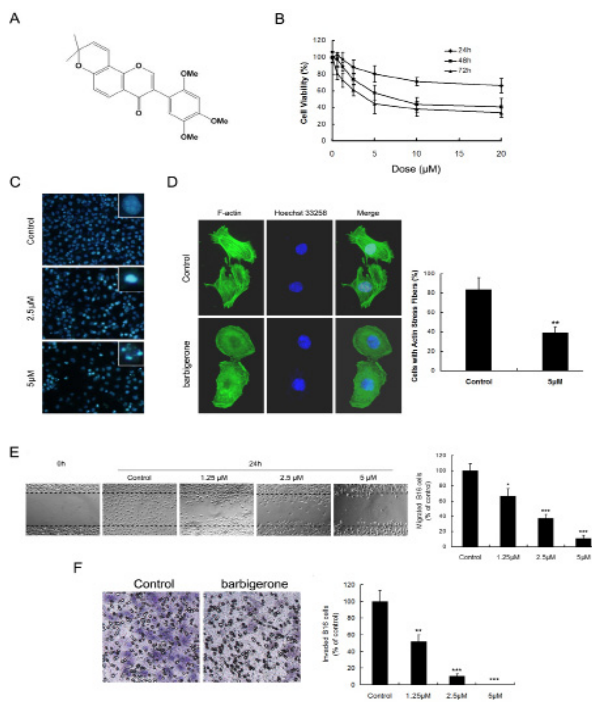 A
O
O
OMe
O
OMe
OMe
B
Cell Viability (%)
120
100
80
60
40
20
0
24h
48h
72h
0
5
10
15
20
Dose (µM)
C
Control
2.5µM
5µM
D
F-actin
Hoechst 33258
Merge
Control
barbigerone
Cells with Actin Stress Fibers (%)
100
80
60
40
20
0
**
Control
5µM
E
0h
24h
Control
1.25 µM
2.5 µM
5 µM
Migrated B16 cells
(% of control)
120
100
80
60
40
20
0
*
***
***
Control
1.25µM
2.5µM
5µM
F
Control
barbigerone
Invaded B16 cells
(% of control)
120
100
80
60
40
20
0
**
***
***
Control
1.25µM
2.5µM
5µM